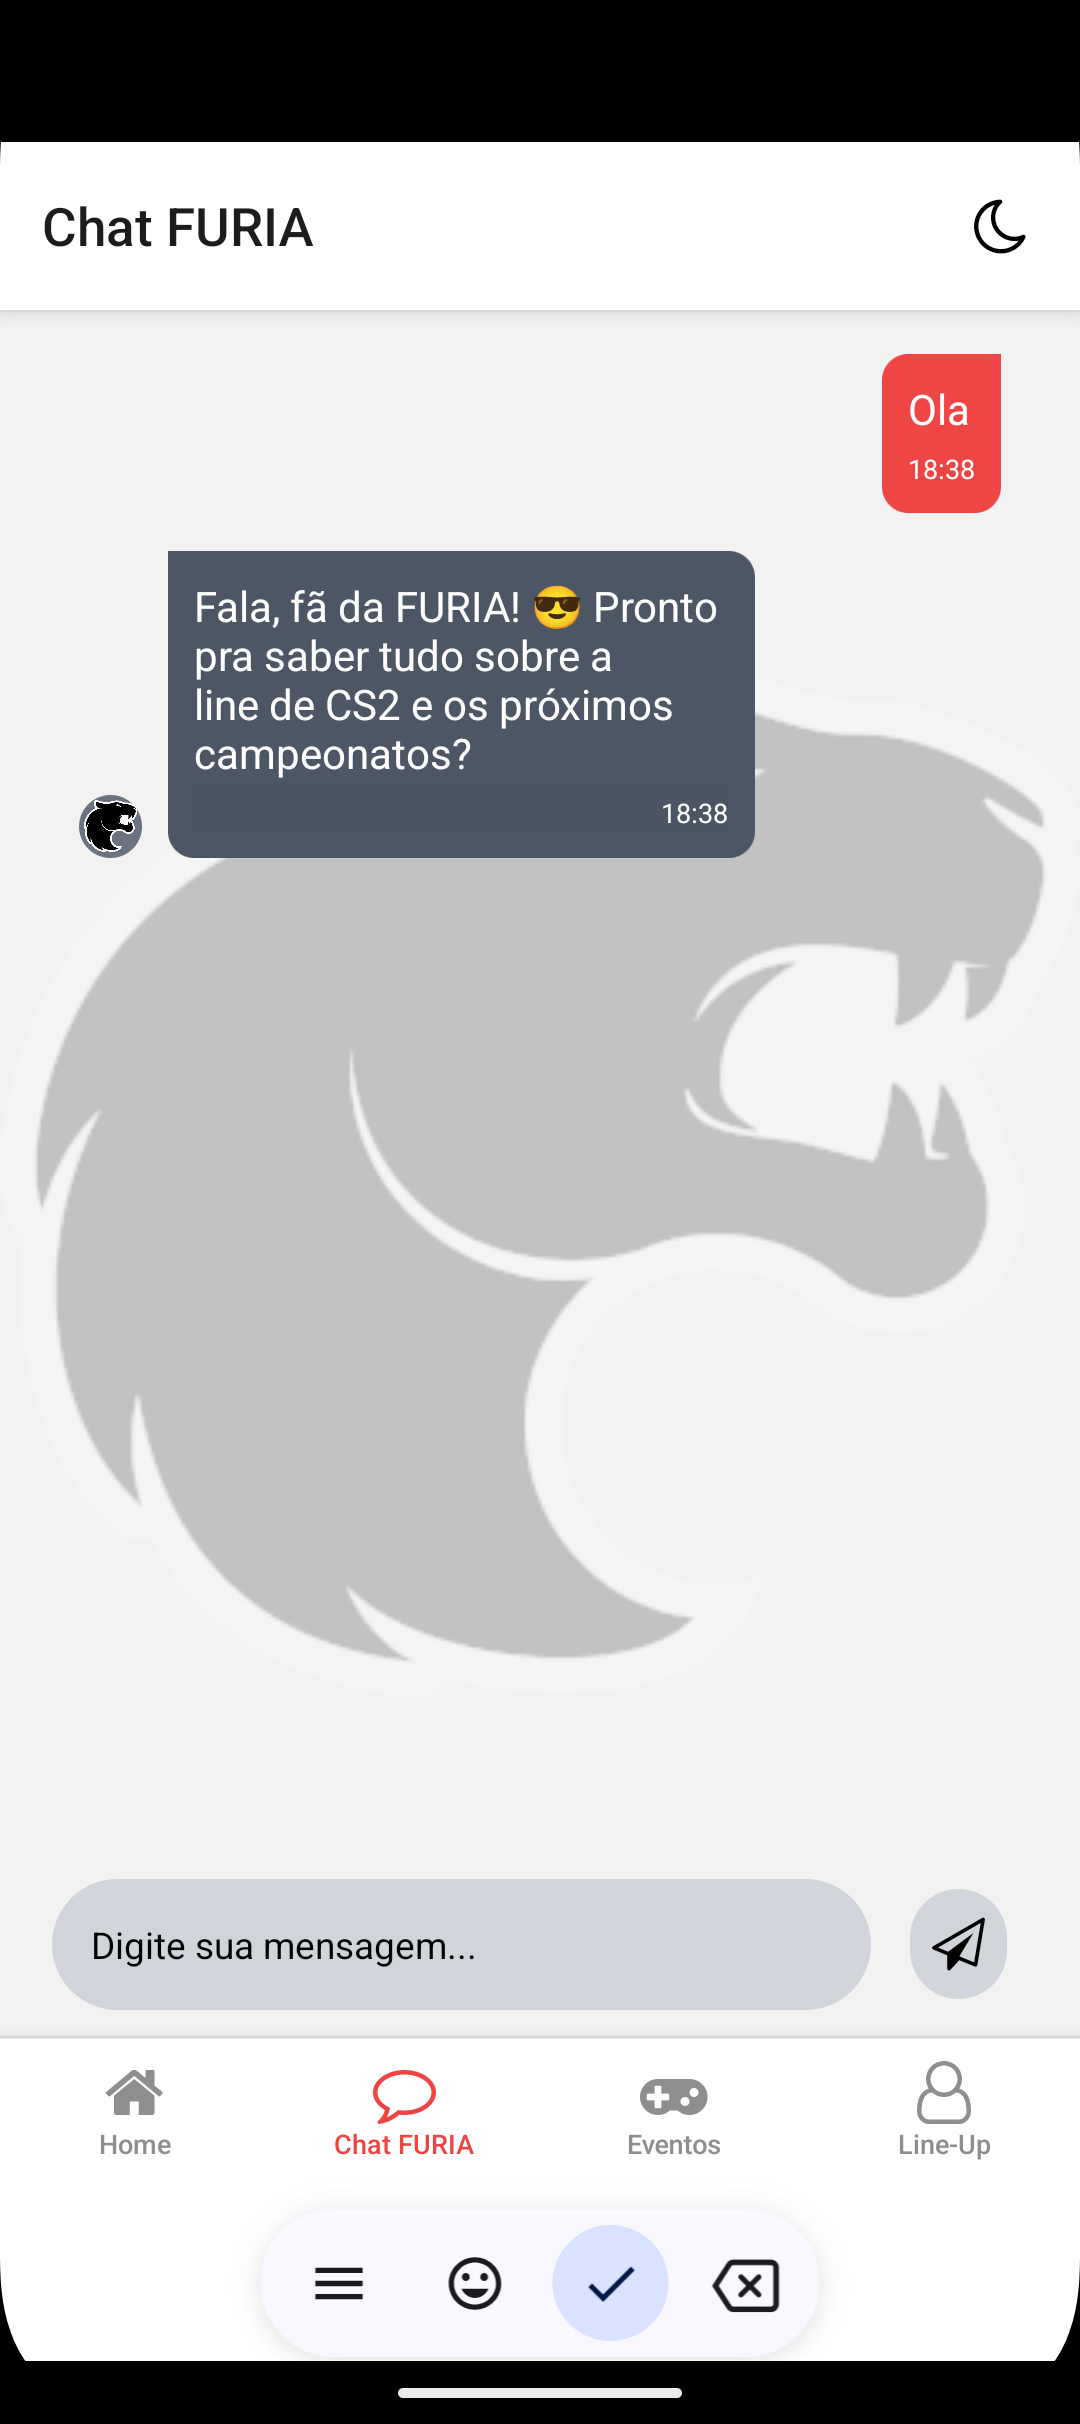 Chat FURIA
Ola
18:38
Fala, fã da FURIA! 😎 Pronto
pra saber tudo sobre a
line de CS2 e os próximos
campeonatos?
18:38
Digite sua mensagem...
Home
Chat FURIA
Eventos
Line-Up